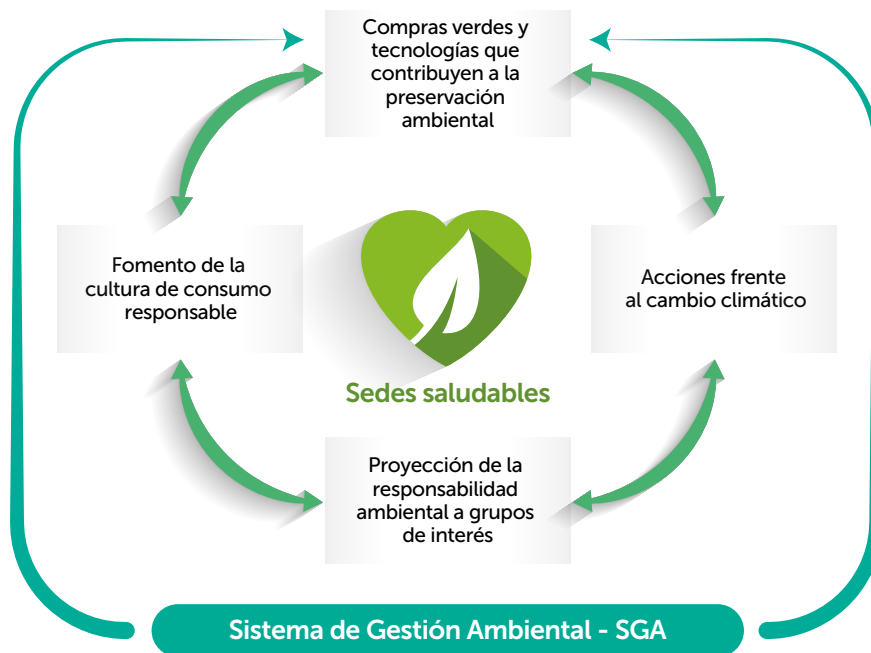 Compras verdes y
tecnologías que
contribuyen a la
preservación
ambiental
Fomento de la
cultura de consumo
responsable
Acciones frente
al cambio climático
Sedes saludables
Proyección de la
responsabilidad
ambiental a grupos
de interés
Sistema de Gestión Ambiental - SGA